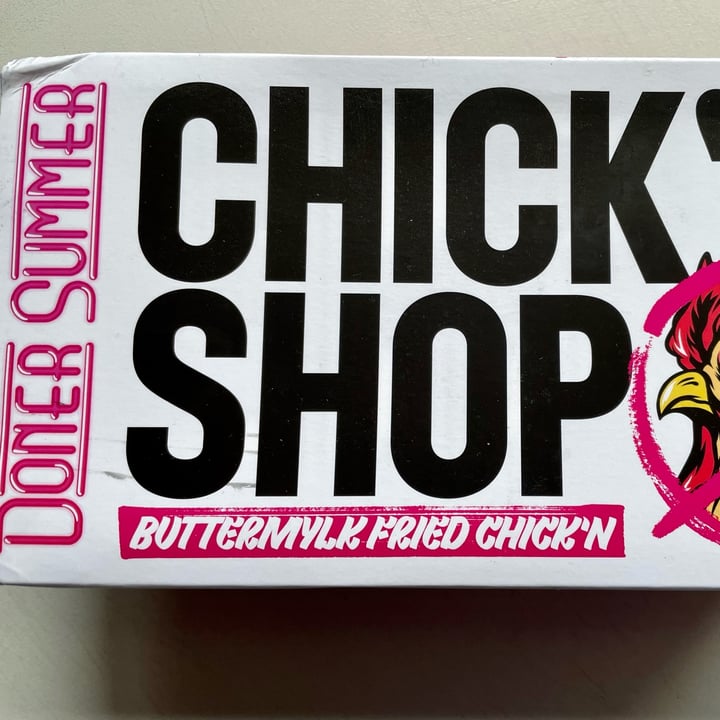 DONER SUMMER
CHICK'
SHOP
BUTTERMYLK FRIED CHICK'N